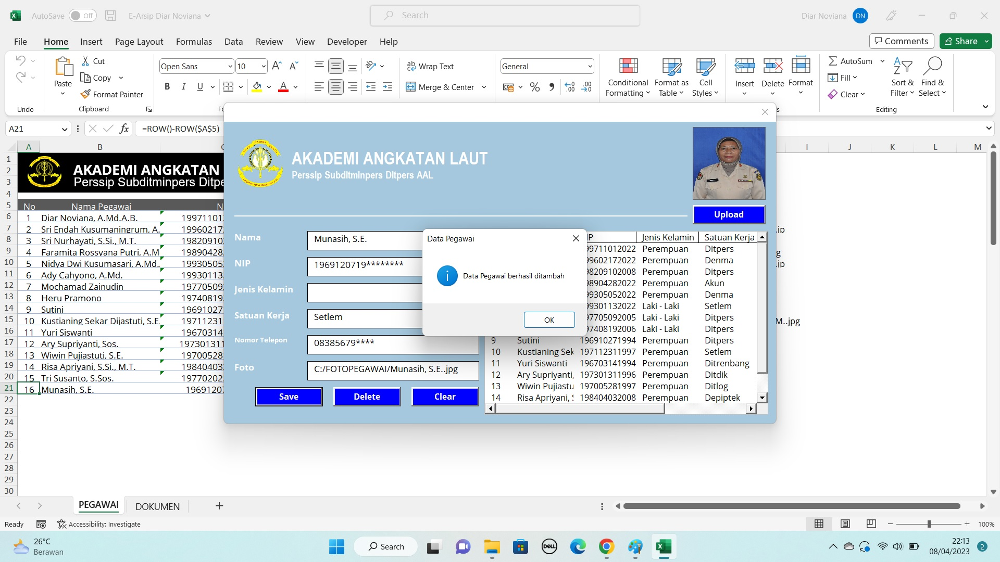 AutoSave Off E-Arsip Diar Noviana Search Diar Noviana DN
File Home Insert Page Layout Formulas Data Review View Developer Help Comments Share
Cut
Copy
Format Painter
Paste
Undo Clipboard
Open Sans 10
B I U A
Wrap Text
Merge & Center
General
Conditional Formatting
Format as Table
Cell Styles
Insert Delete Format
AutoSum
Fill
Clear
Sort & Filter
Find & Select
Editing
A21 fx =ROW()-ROW($A$5)
A B I J K L M
AKADEMI ANGKATAN
Perssip Subditminpers Ditpe
No Nama Pegawai N
1 Diar Noviana, A.Md.A.B. 19971101
2 Sri Endah Kusumaningrum, A. 19960217
3 Sri Nurhayati, S.Si., M.T. 19820910
4 Faramita Rossyana Putri, A.M 19890428
5 Nidya Dwi Kusumasari, A.Md. 19930505
6 Ady Cahyono, A.Md. 19930113
7 Mochamad Zainudin 19770509
8 Heru Pramono 19740819
9 Sutini 19691027
10 Kustianing Sekar Dijastuti, S.E. 19711231
11 Yuri Siswanti 19670314
12 Ary Supriyanti, Sos. 19730131
13 Wiwin Pujiastuti, S.E. 19700528
14 Risa Apriyani, S.Si., M.T. 19840403
15 Tri Susanto, S.Sos. 19770202
16 Munasih, S.E. 1969120
1
2
3
4
5
6
7
8
9
10
11
12
13
14
15
16
17
18
19
20
21
22
23
24
25
26
27
28
29
30
AKADEMI ANGKATAN LAUT
Perssip Subditminpers Ditpers AAL
Upload
Nama Munasih, S.E.
NIP 1969120719********
Jenis Kelamin
Satuan Kerja Setlem
Nomor Telepon 08385679****
Foto C:/FOTOPEGAWAI/Munasih, S.E..jpg
Save Delete Clear
Data Pegawai
Data Pegawai berhasil ditambah
OK
IP Jenis Kelamin Satuan Kerja
99711012022 Perempuan Ditpers
99602172022 Perempuan Denma
98209102008 Perempuan Ditpers
98904282022 Perempuan Akun
99305052022 Perempuan Denma
99301132022 Laki - Laki Setlem
97705092005 Laki - Laki Ditpers
97408192006 Laki - Laki Ditpers
9 Sutini 196910271994 Perempuan Ditpers
10 Kustianing Sek 197112311997 Perempuan Setlem
11 Yuri Siswanti 196703141994 Perempuan Ditrenbang
12 Ary Supriyanti, 197301311996 Perempuan Ditdik
13 Wiwin Pujiastu 197005281997 Perempuan Ditlog
14 Risa Apriyani, S 198404032008 Perempuan Depiptek
.jp
g
.jp
M..jpg
PEGAWAI DOKUMEN
Ready Accessibility: Investigate 100%
26°C
Berawan
Search
DELL
22:13
08/04/2023
2